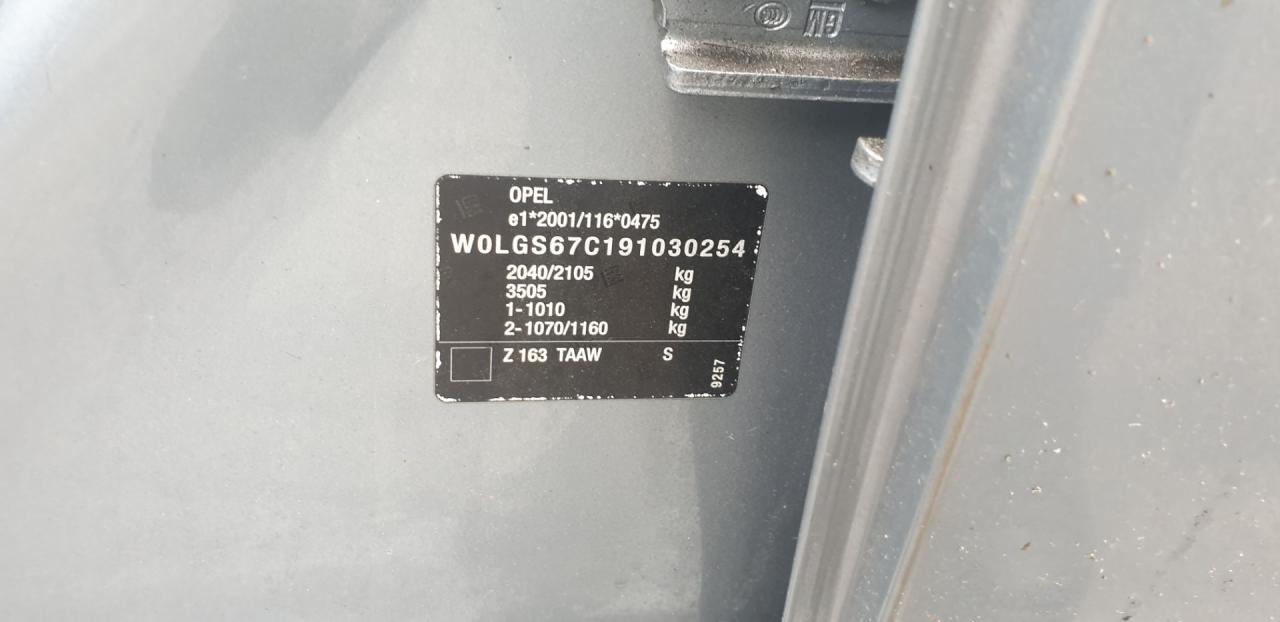 GM
OPEL
e1*2001/116*0475
W0LGS67C191030254
2040/2105 kg
3505 kg
1-1010 kg
2-1070/1160 kg
Z 163 TAAW S
9257